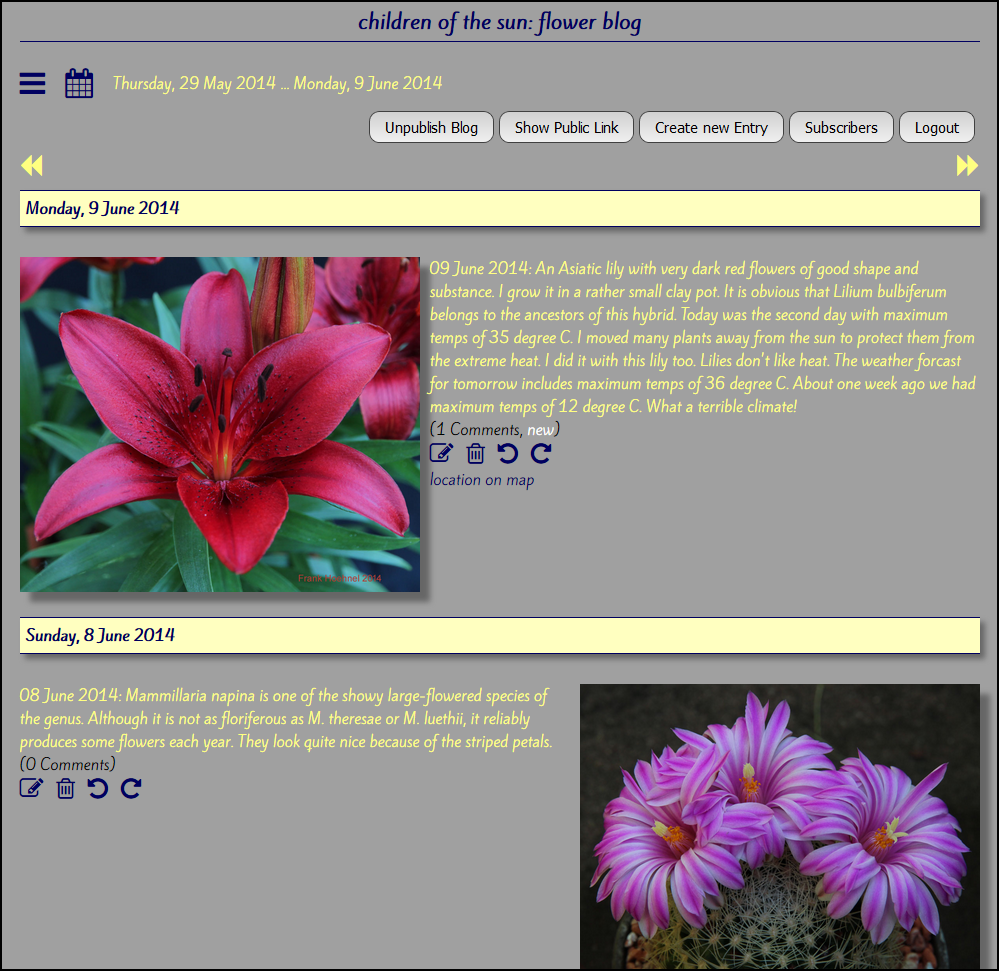 children of the sun: flower blog
Thursday, 29 May 2014 ... Monday, 9 June 2014
Unpublish Blog Show Public Link Create new Entry Subscribers Logout
Monday, 9 June 2014
09 June 2014: An Asiatic lily with very dark red flowers of good shape and
substance. I grow it in a rather small clay pot. It is obvious that Lilium bulbiferum
belongs to the ancestors of this hybrid. Today was the second day with maximum
temps of 35 degree C. I moved many plants away from the sun to protect them from
the extreme heat. I did it with this lily too. Lilies don't like heat. The weather forcast
for tomorrow includes maximum temps of 36 degree C. About one week ago we had
maximum temps of 12 degree C. What a terrible climate!
(1 Comments, new)
location on map
Frank 2014
Sunday, 8 June 2014
08 June 2014: Mammillaria napina is one of the showy large-flowered species of
the genus. Although it is not as floriferous as M. theresae or M. luethii, it reliably
produces some flowers each year. They look quite nice because of the striped petals.
(0 Comments)